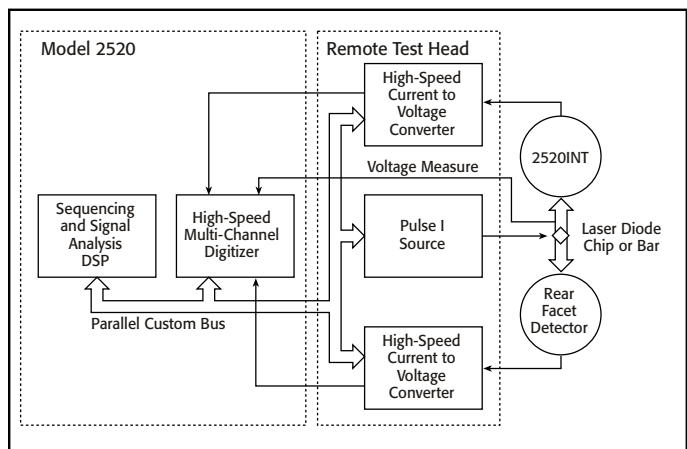 Model 2520
Remote Test Head
High-Speed
Current to
Voltage
Converter
2520INT
Voltage Measure
Sequencing
and Signal
Analysis
DSP
High-Speed
Multi-Channel
Digitizer
Pulse I
Source
Laser Diode
Chip or Bar
Parallel Custom Bus
Rear
Facet
Detector
High-Speed
Current to
Voltage
Converter